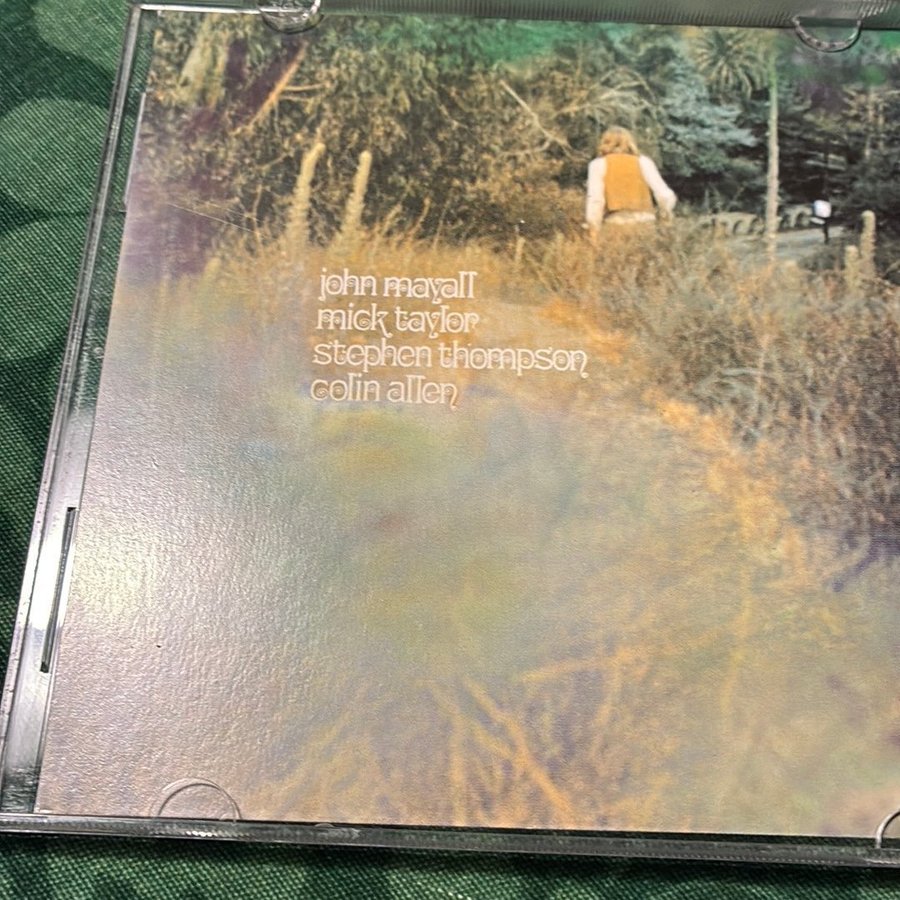 john mayall
mick taylor
stephen thompson
colin allen